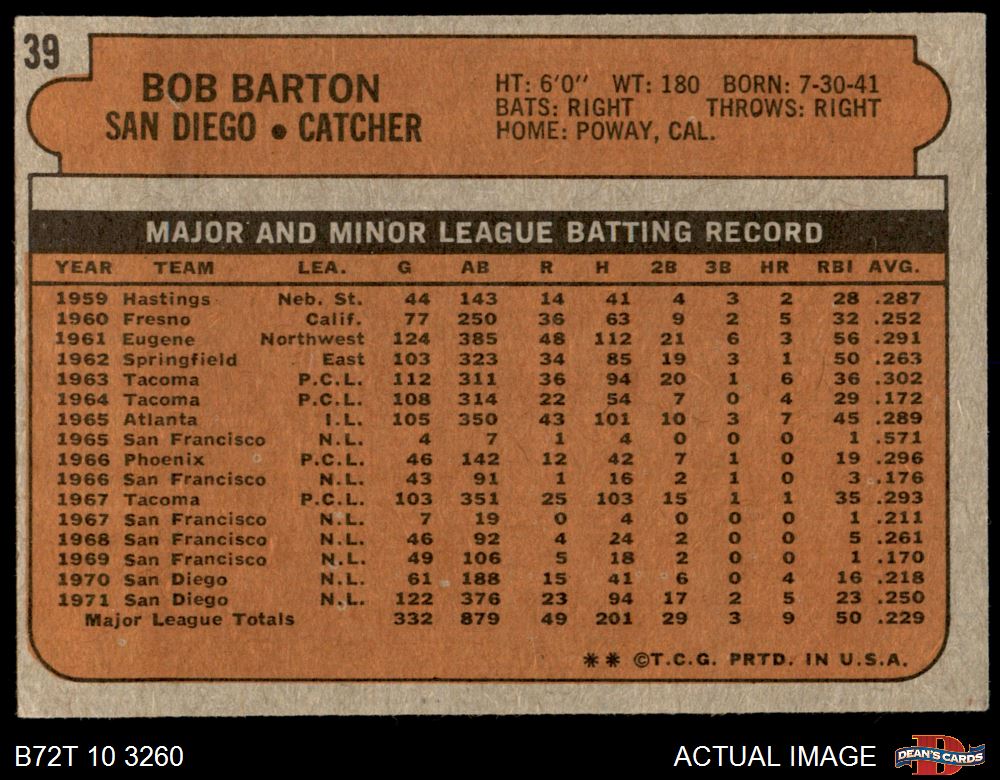 39
BOB BARTON
SAN DIEGO • CATCHER
HT: 6'0" WT: 180 BORN: 7-30-41
BATS: RIGHT THROWS: RIGHT
HOME: POWAY, CAL.
MAJOR AND MINOR LEAGUE BATTING RECORD
YEAR TEAM LEA. G AB R H 2B 3B HR RBI AVG.
1959 Hastings Neb. St. 44 143 14 41 4 3 2 28 .287
1960 Fresno Calif. 77 250 36 63 9 2 5 32 .252
1961 Eugene Northwest 124 385 48 112 21 6 3 56 .291
1962 Springfield East 103 323 34 85 19 3 1 50 .263
1963 Tacoma P.C.L. 112 311 36 94 20 1 6 36 .302
1964 Tacoma P.C.L. 108 314 22 54 7 0 4 29 .172
1965 Atlanta I.L. 105 350 43 101 10 3 7 45 .289
1965 San Francisco N.L. 4 7 1 4 0 0 0 1 .571
1966 Phoenix P.C.L. 46 142 12 42 7 1 0 19 .296
1966 San Francisco N.L. 43 91 1 16 2 1 0 3 .176
1967 Tacoma P.C.L. 103 351 25 103 15 1 1 35 .293
1967 San Francisco N.L. 7 19 0 4 0 0 0 1 .211
1968 San Francisco N.L. 46 92 4 24 2 0 0 5 .261
1969 San Francisco N.L. 49 106 5 18 2 0 0 1 .170
1970 San Diego N.L. 61 188 15 41 6 0 4 16 .218
1971 San Diego N.L. 122 376 23 94 17 2 5 23 .250
Major League Totals 332 879 49 201 29 3 9 50 .229
** ©T.C.G. PRTD. IN U.S.A.
B72T 10 3260
ACTUAL IMAGE
D
DEAN'S CARDS